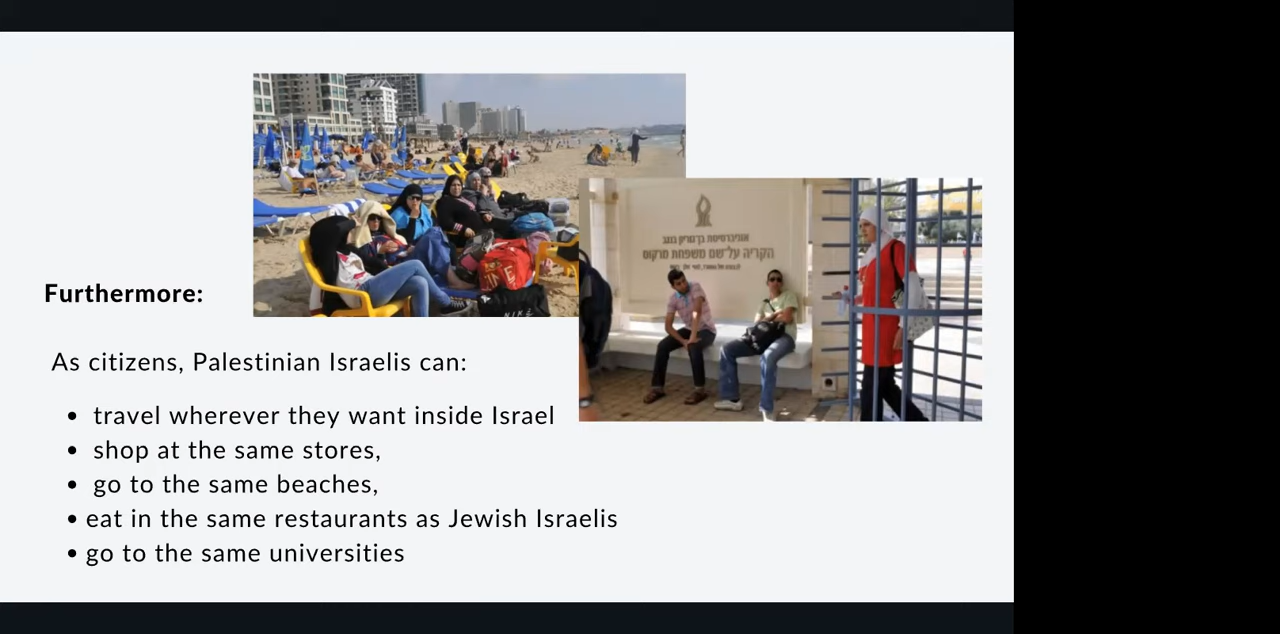 Furthermore:
As citizens, Palestinian Israelis can:
• travel wherever they want inside Israel
• shop at the same stores,
• go to the same beaches,
• eat in the same restaurants as Jewish Israelis
• go to the same universities
אוניברסיטת בן־גוריון בנגב
הקריה על־שם משפחת מרקוס
NIKE